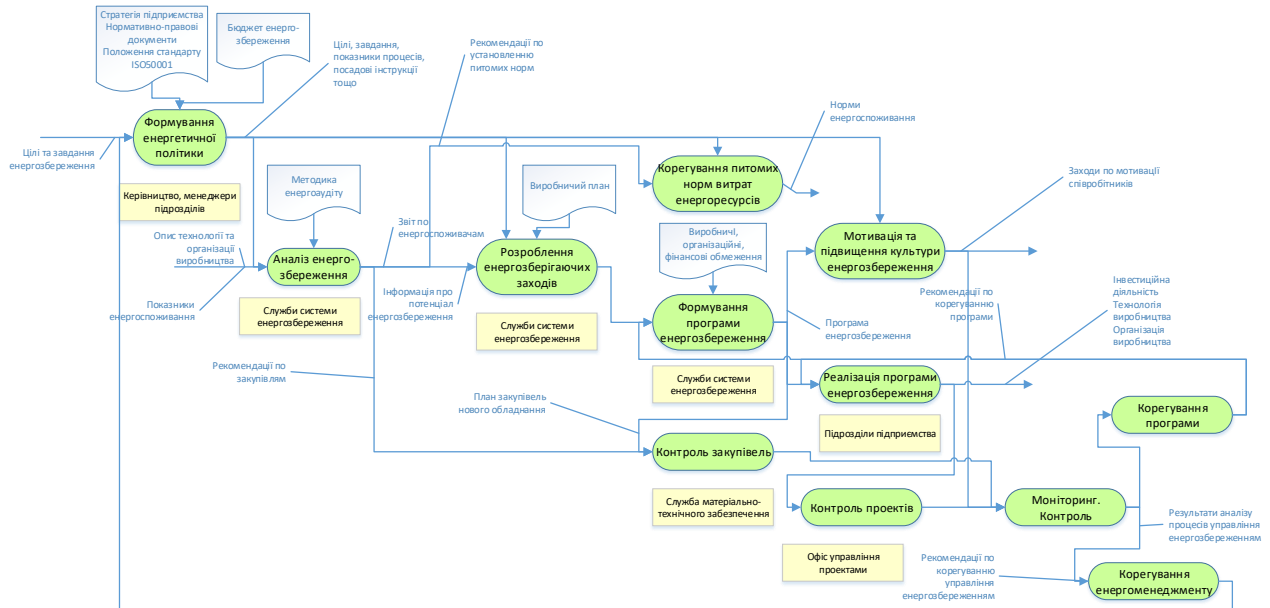 Стратегія підприємства
Нормативно-правові
документи
Положення стандарту
ISO50001
Бюджет енерго-
збереження
Цілі, завдання,
показники процесів,
посадові інструкції
тощо
Рекомендації по
установленню
питомих норм
Формування
енергетичної
політики
Цілі та завдання
енергозбереження
Норми
енергоспоживання
Корегування питомих
норм витрат
енергоресурсів
Заходи по мотивації
співробітників
Керівництво, менеджери
підрозділів
Методика
енергоаудиту
Виробничий план
Опис технології та
організації
виробництва
Звіт по
енергоспоживачам
Виробничі,
організаційні,
фінансові обмеження
Мотивація та
підвищення культури
енергозбереження
Аналіз енерго-
збереження
Розроблення
енергозберігаючих
заходів
Показники
енергоспоживання
Інформація про
потенціал
енергозбереження
Рекомендації по
корегуванню
програми
Інвестиційна
діяльність
Технологія
виробництва
Організація
виробництва
Служби системи
енергозбереження
Служби системи
енергозбереження
Формування
програми
енергозбереження
Програма
енергозбереження
Рекомендації по
закупівлям
Служби системи
енергозбереження
Реалізація програми
енергозбереження
План закупівель
нового обладнання
Корегування
програми
Підрозділи підприємства
Контроль закупівель
Служба матеріально-
технічного забезпечення
Контроль проектів
Моніторинг.
Контроль
Результати аналізу
процесів управління
енергозбереженням
Офіс управління
проектами
Рекомендації по
корегуванню
управління
енергозбереженням
Корегування
енергоменеджменту